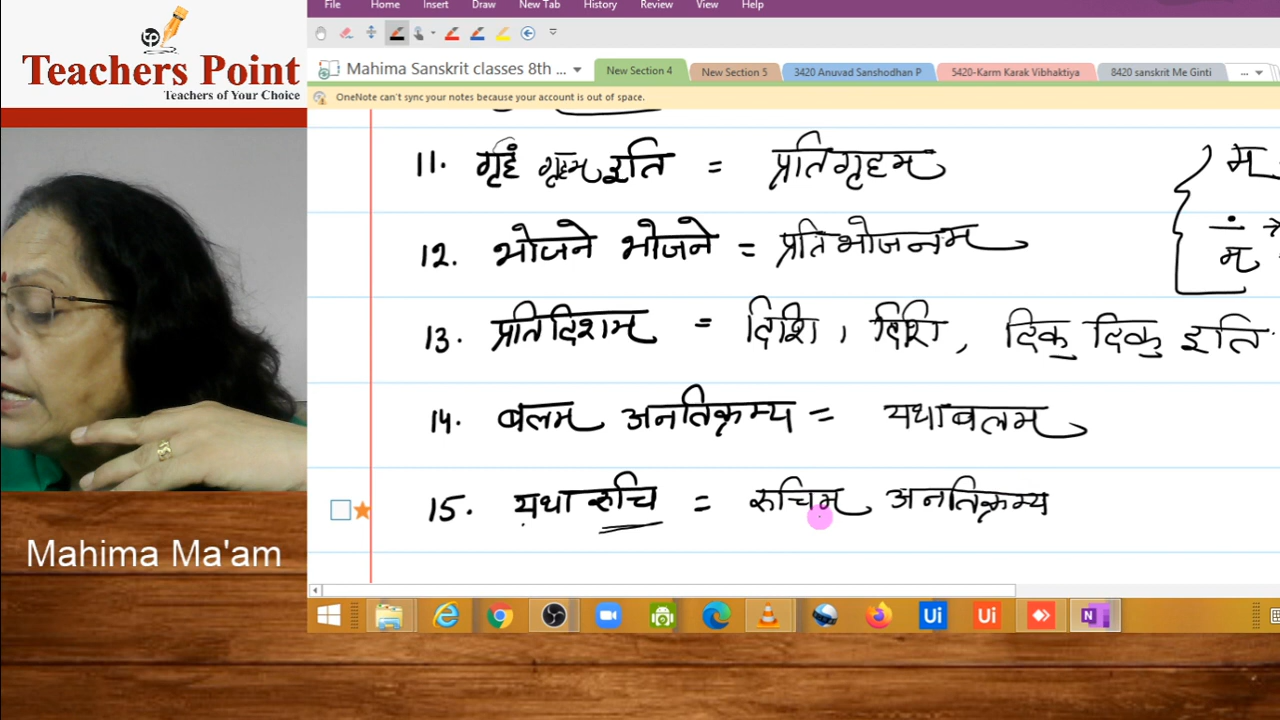 Teachers Point
Teachers of Your Choice
File Home Insert Draw New Tab History Review View Help
Mahima Sanskrit classes 8th ... New Section 4 New Section 5 3420 Anuvad Sanshodhan P 5420-Karm Karak Vibhaktiya 8420 sanskrit Me Ginti ...
OneNote can't sync your notes because your account is out of space.
11. गृहं गृहम् इति = प्रतिगृहम्
म्
12. भोजने भोजने = प्रतिभोजनम्
म्
13. प्रतिदिशम् = दिशि, दिशि, दिक् दिक् इति
14. बलम् अनतिक्रम्य = यथाबलम्
15. यथा रुचि = रुचिम् अनतिक्रम्य
Mahima Ma'am
Ui Ui N